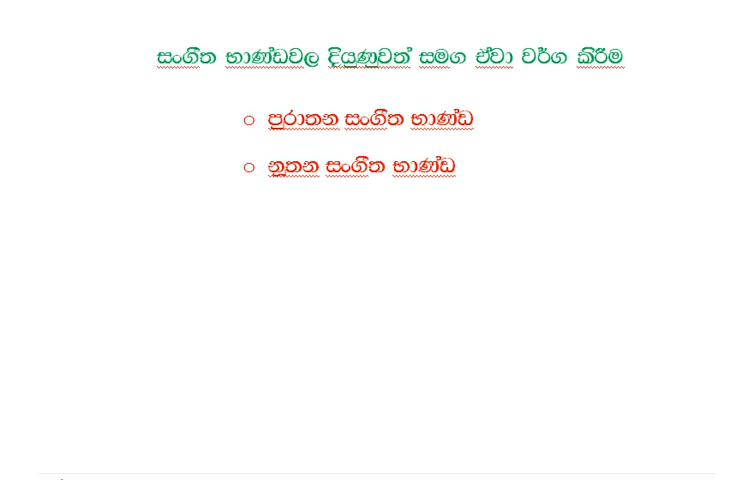 සංගීත භාණ්ඩවල දියුණුවත් සමග ඒවා වර්ග කිරීම
○ පුරාතන සංගීත භාණ්ඩ
○ නූතන සංගීත භාණ්ඩ